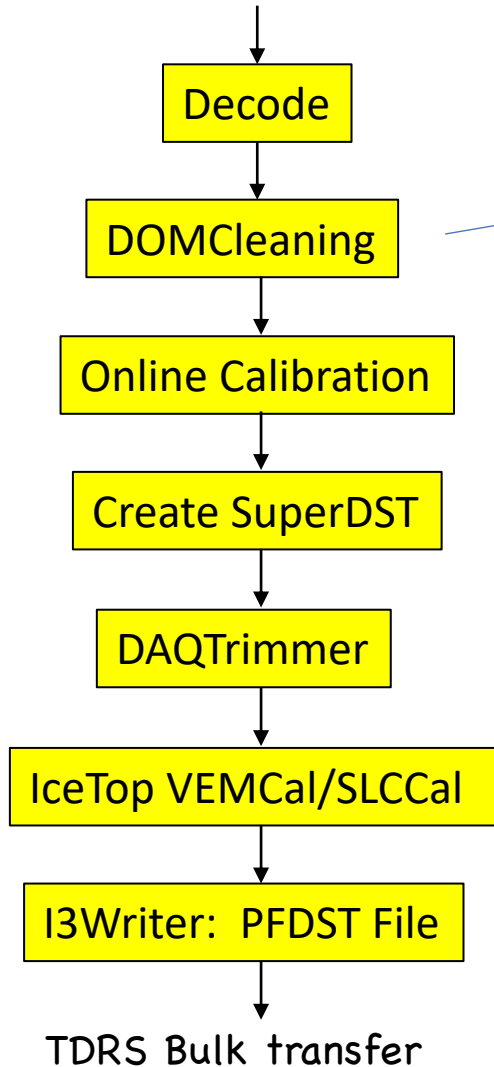 Decode
DOMCleaning
Online Calibration
Create SuperDST
DAQTrimmer
IceTop VEMCal/SLCCal
I3Writer: PFDST File
TDRS Bulk transfer